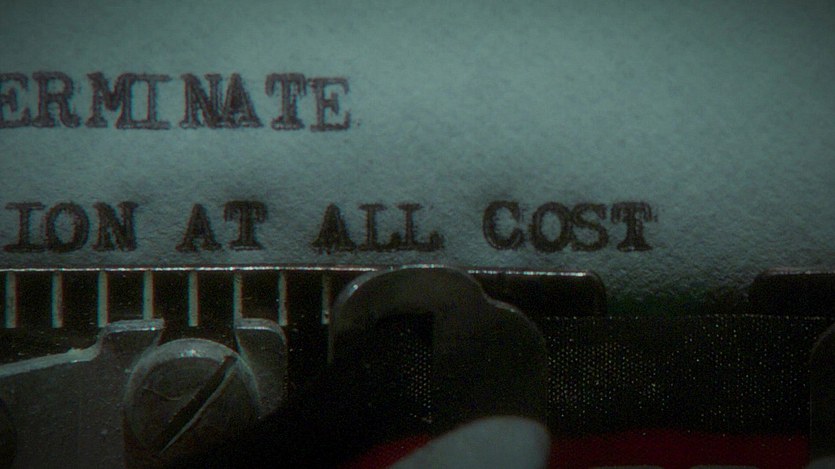 ERMINATE
ION AT ALL COST